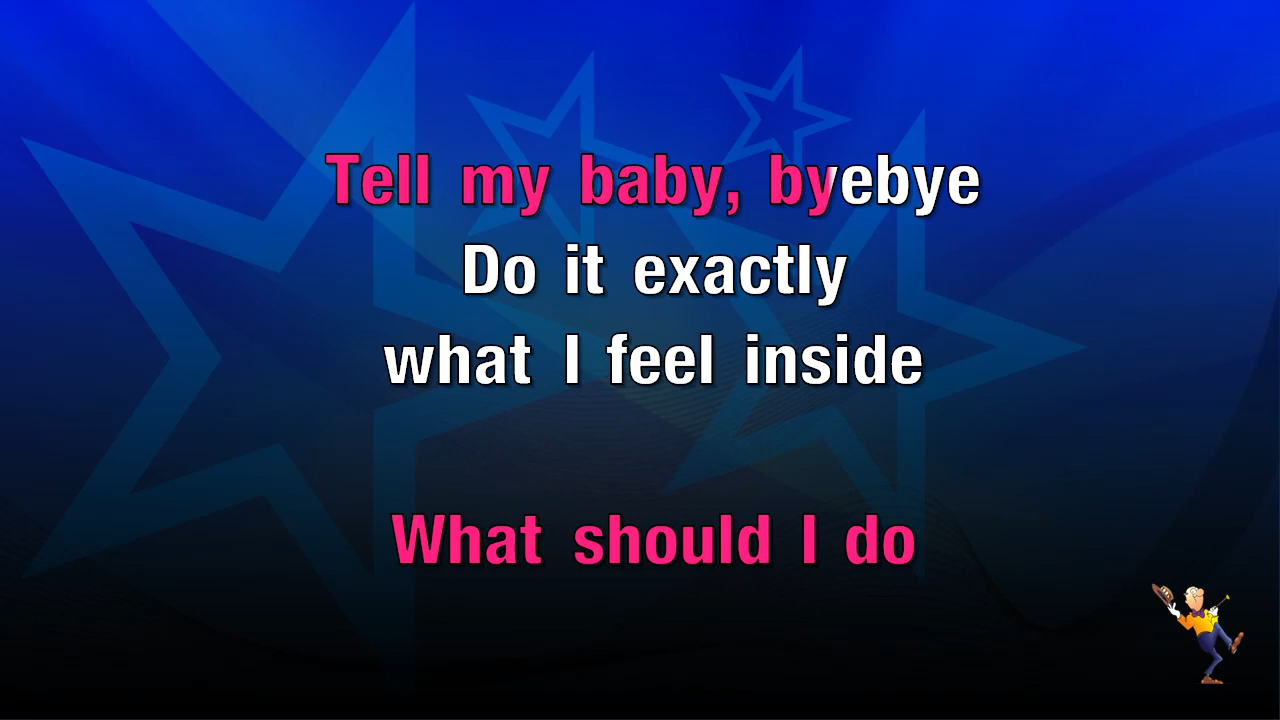 Tell my baby, byebye
Do it exactly
what I feel inside
What should I do